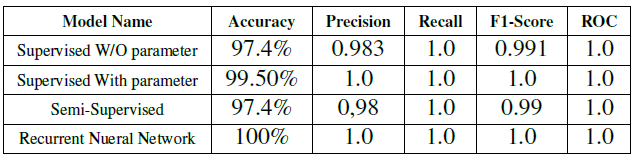 Model Name Accuracy Precision Recall F1-Score ROC
Supervised W/O parameter 97.4% 0.983 1.0 0.991 1.0
Supervised With parameter 99.50% 1.0 1.0 1.0 1.0
Semi-Supervised 97.4% 0,98 1.0 0.99 1.0
Recurrent Nueral Network 100% 1.0 1.0 1.0 1.0